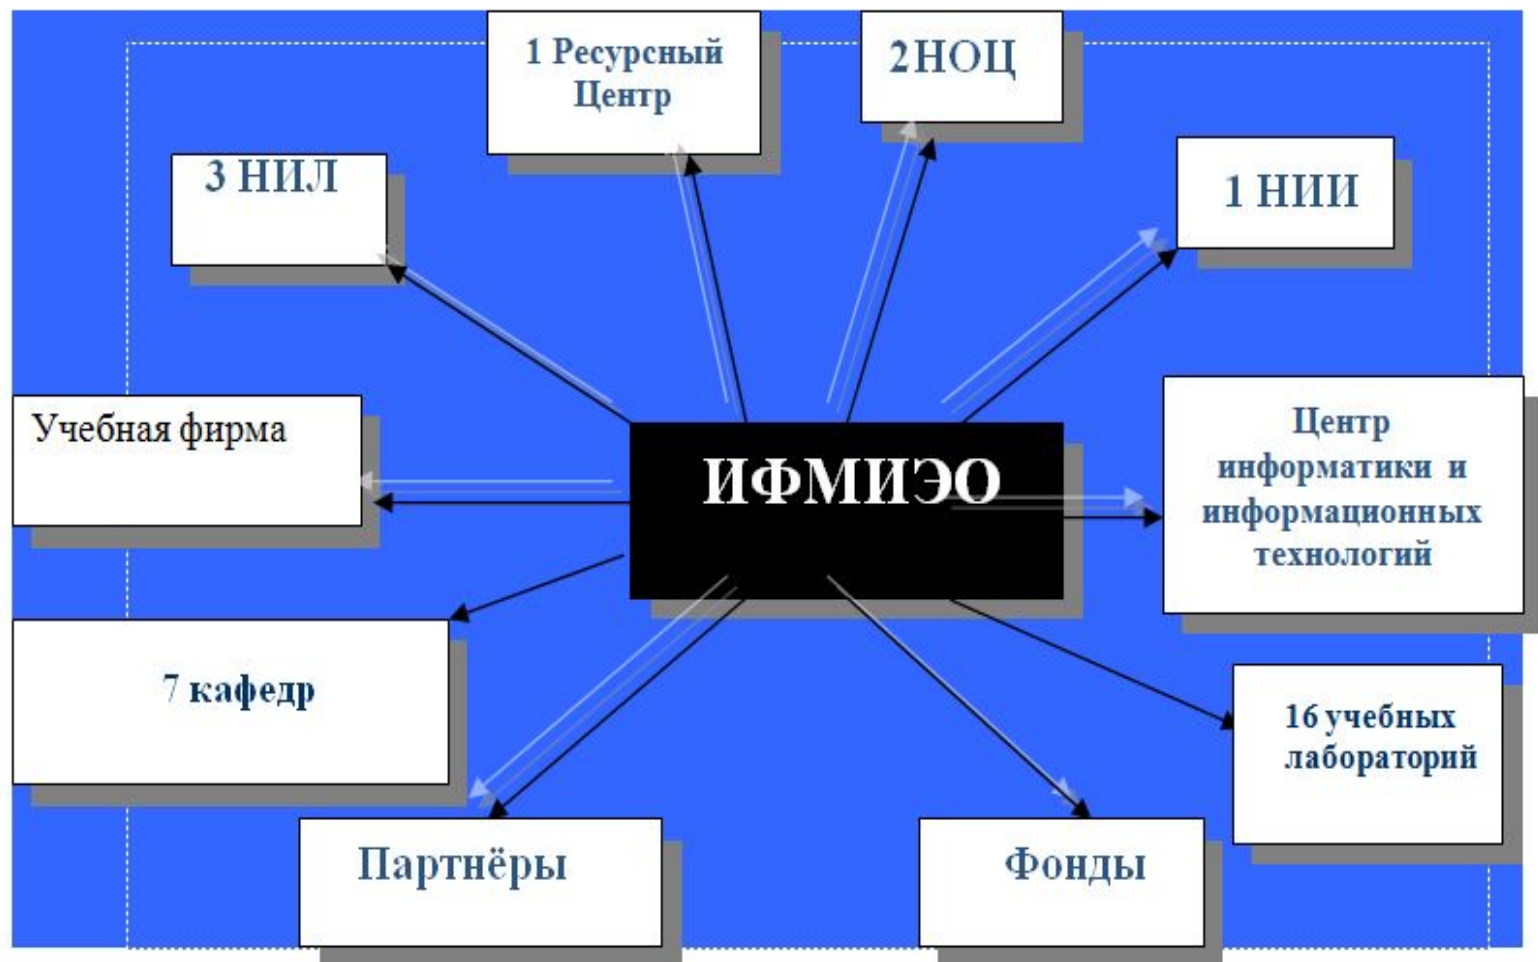 1 Ресурсный
Центр
2НОЦ
3 НИЛ
1 НИИ
Учебная фирма
ИФМИЭО
Центр
информатики и
информационных
технологий
7 кафедр
16 учебных
лабораторий
Партнёры
Фонды